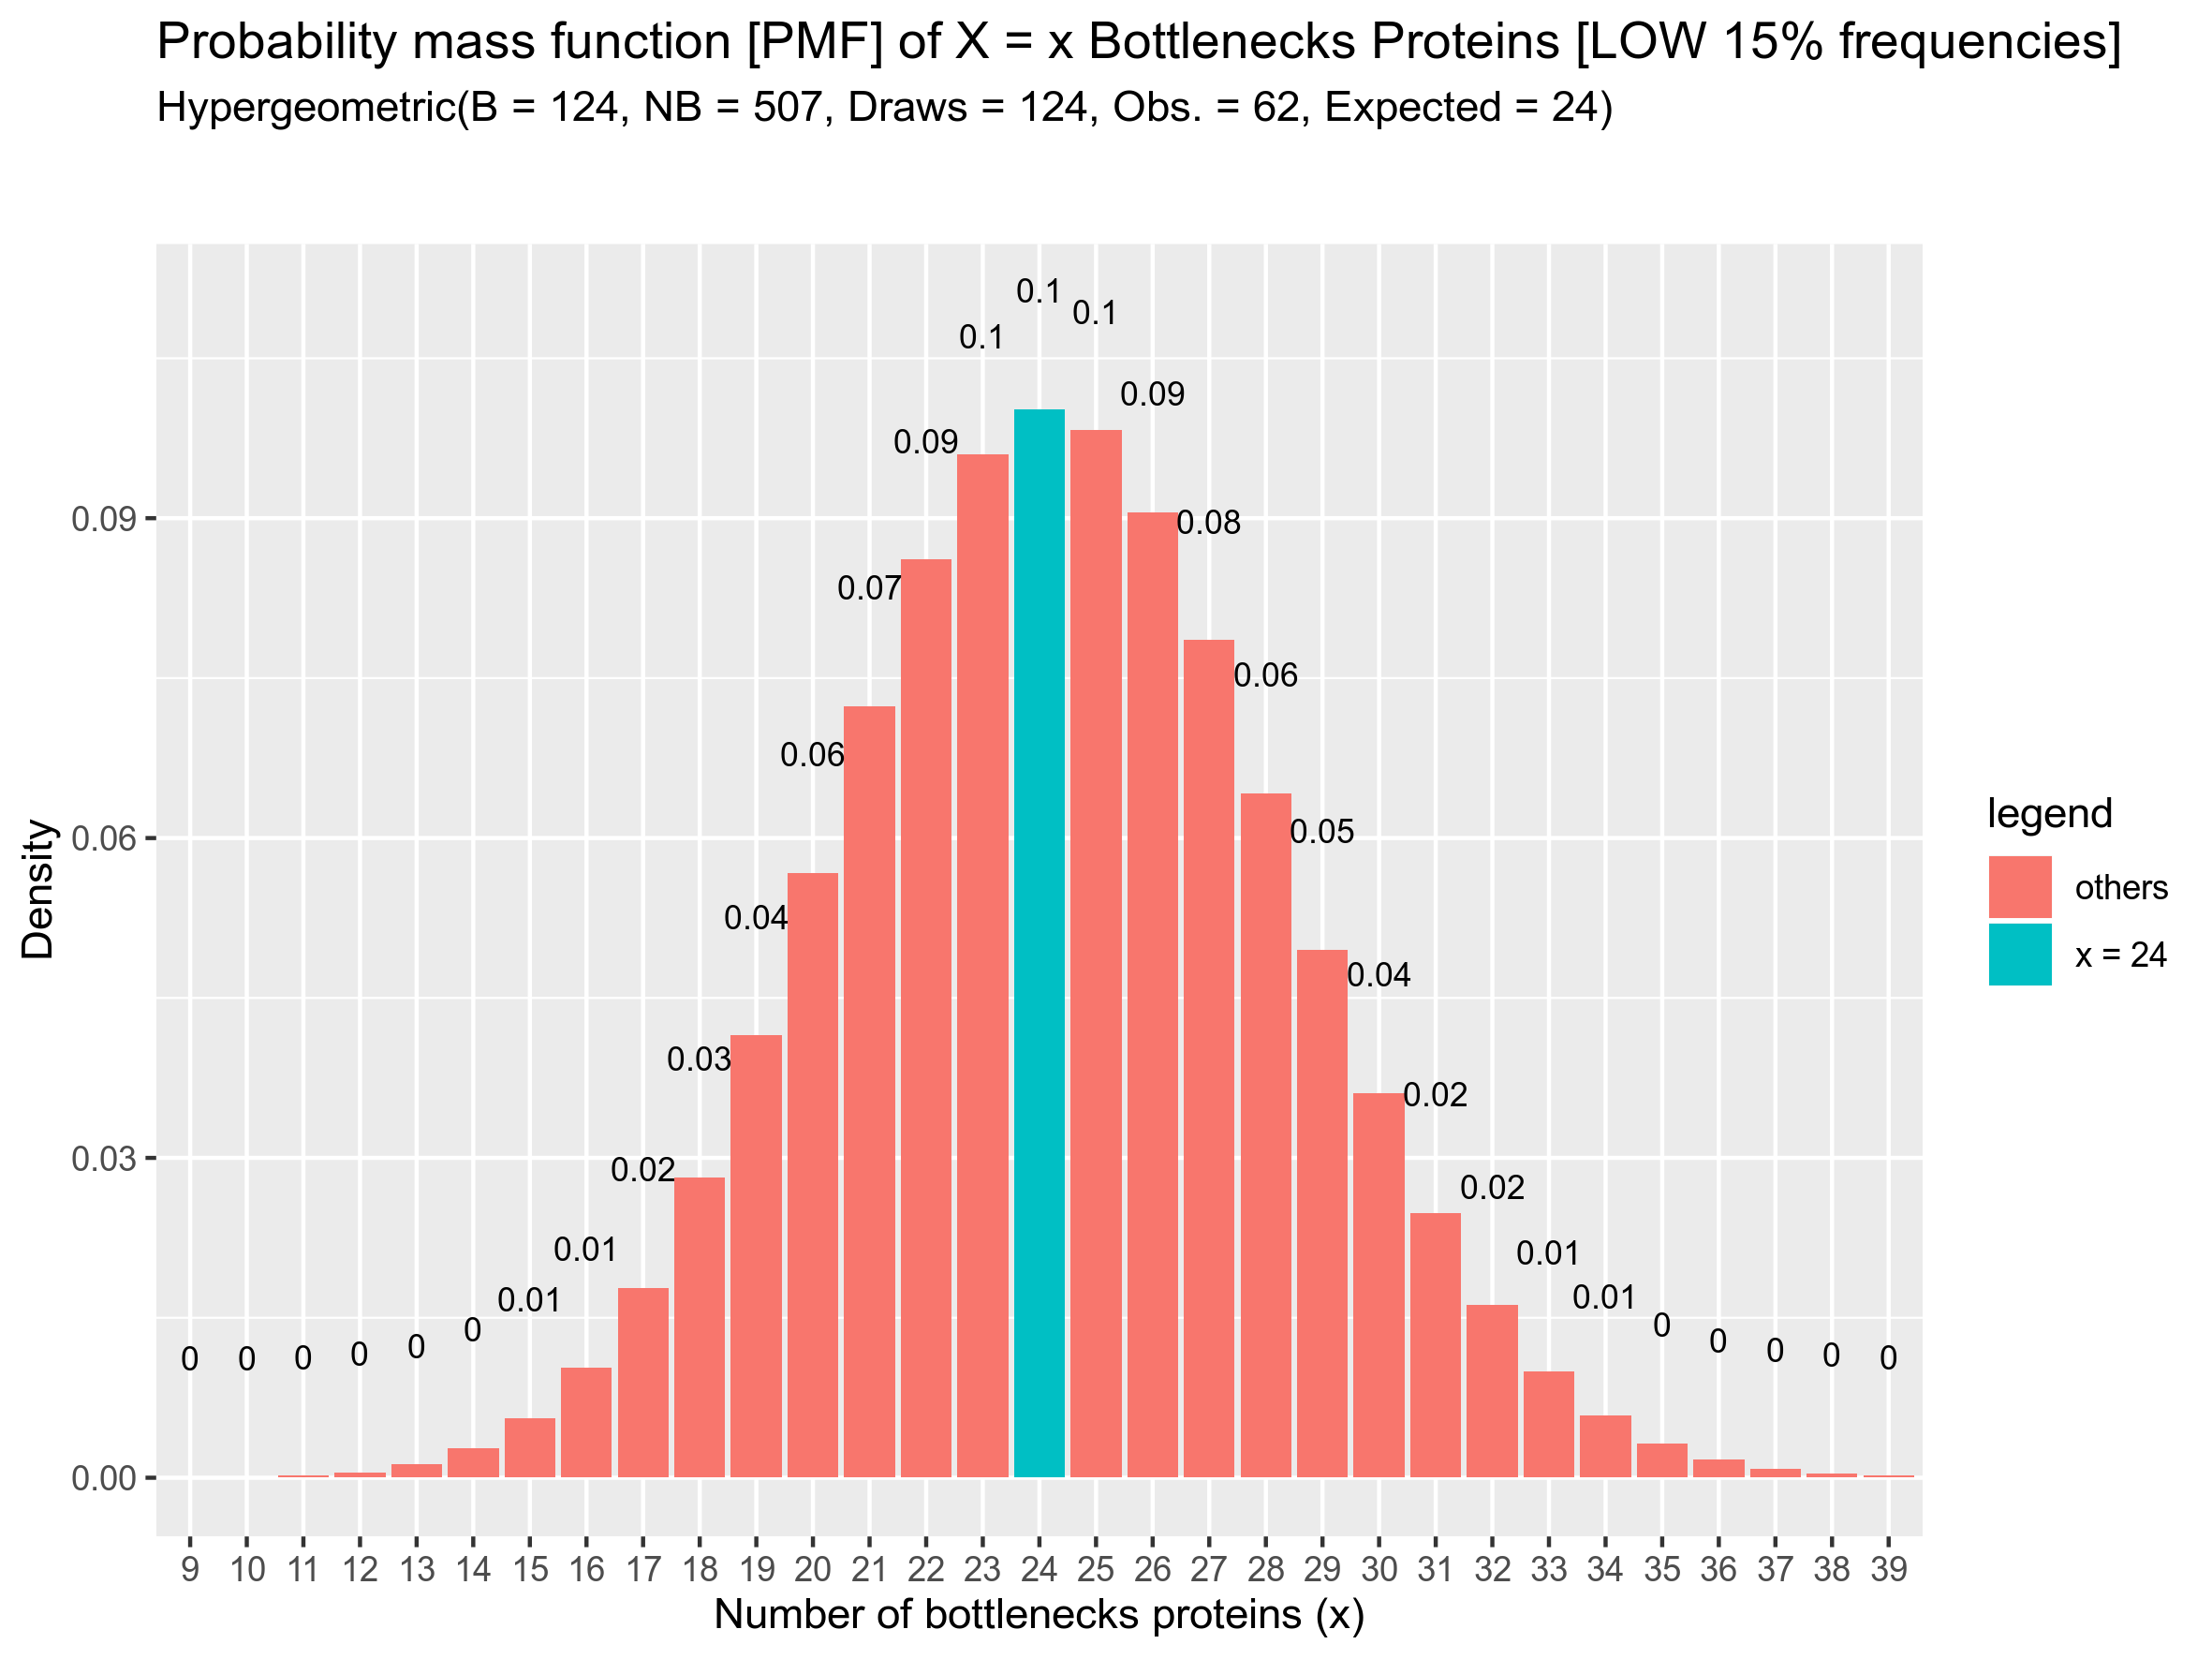 Probability mass function [PMF] of X = x Bottlenecks Proteins [LOW 15% frequencies]
Hypergeometric(B = 124, NB = 507, Draws = 124, Obs. = 62, Expected = 24)
0 0 0 0 0 0 0.01 0.01 0.02 0.03 0.04 0.06 0.07 0.09 0.1 0.1 0.1 0.09 0.08 0.06 0.05 0.04 0.02 0.02 0.01 0.01 0 0 0 0 0
0.09
0.06
0.03
0.00
Density
9 10 11 12 13 14 15 16 17 18 19 20 21 22 23 24 25 26 27 28 29 30 31 32 33 34 35 36 37 38 39
Number of bottlenecks proteins (x)
legend
others
x = 24